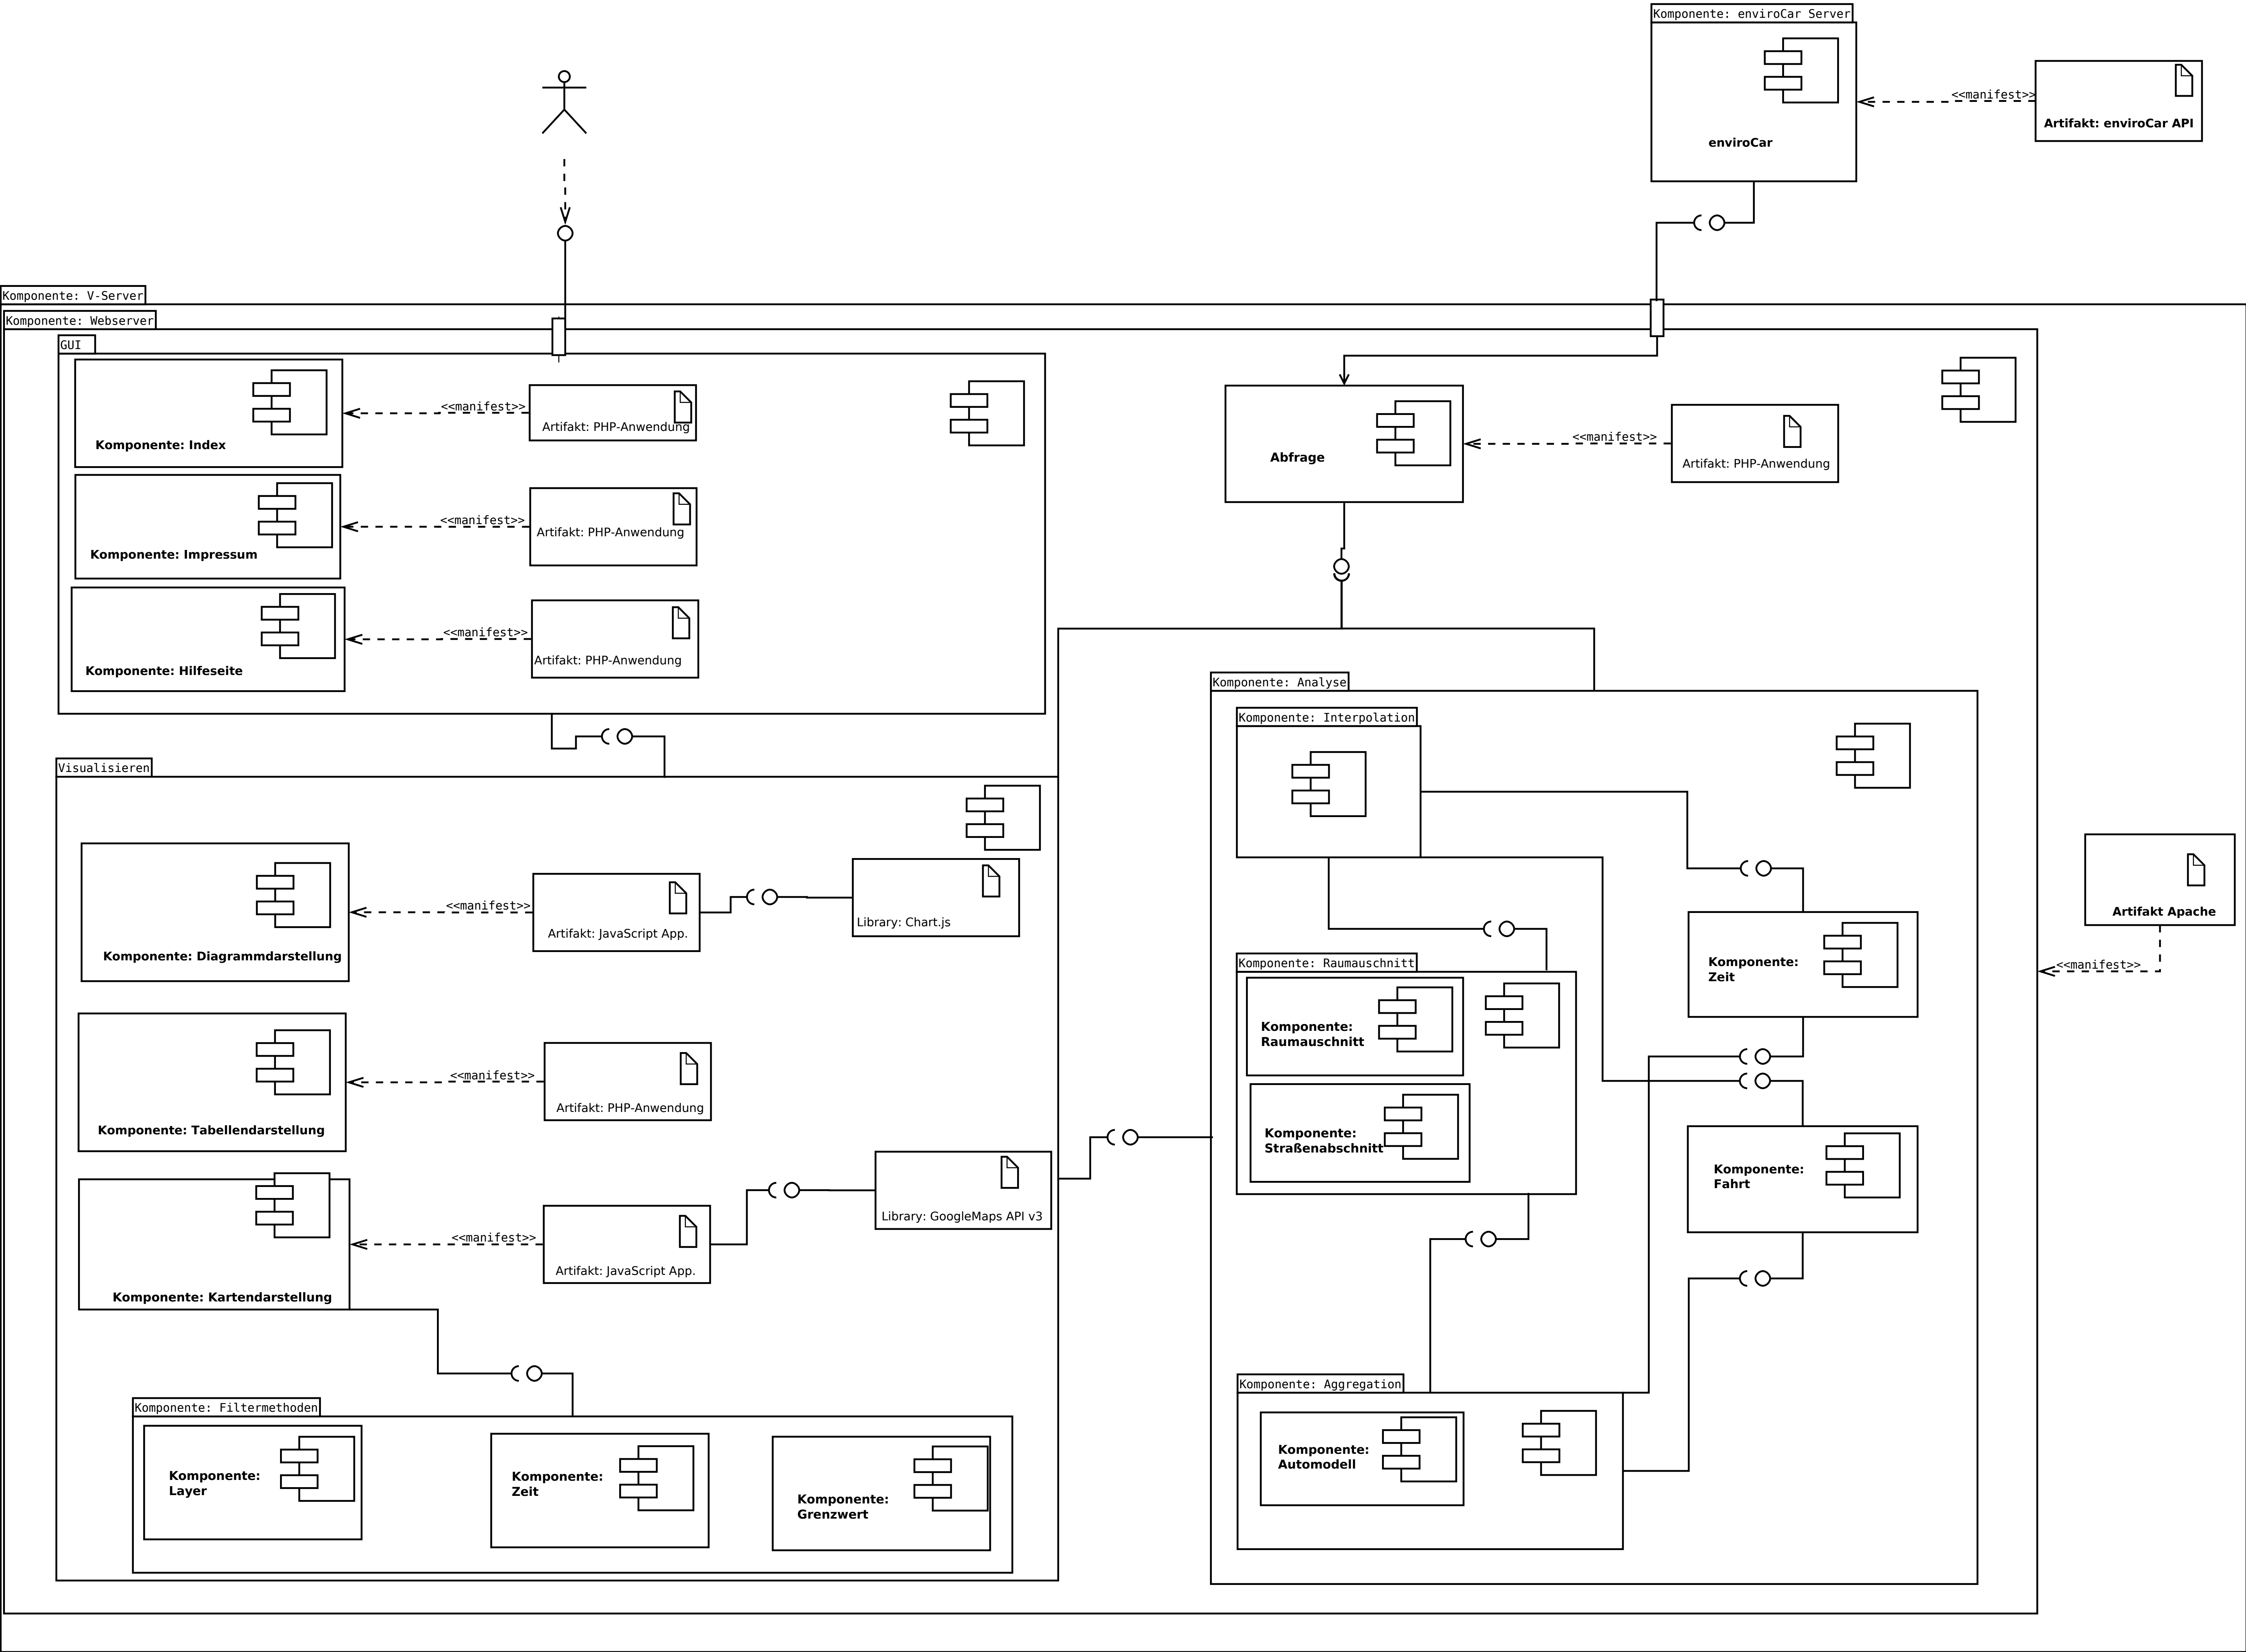 Komponente: enviroCar Server
enviroCar
<<manifest>>
Artifakt: enviroCar API
Komponente: V-Server
Komponente: Webserver
GUI
Komponente: Index
<<manifest>>
Artifakt: PHP-Anwendung
Komponente: Impressum
<<manifest>>
Artifakt: PHP-Anwendung
Komponente: Hilfeseite
<<manifest>>
Artifakt: PHP-Anwendung
Abfrage
<<manifest>>
Artifakt: PHP-Anwendung
Visualisieren
Komponente: Diagrammdarstellung
<<manifest>>
Artifakt: JavaScript App.
Library: Chart.js
Komponente: Tabellendarstellung
<<manifest>>
Artifakt: PHP-Anwendung
Komponente: Kartendarstellung
<<manifest>>
Artifakt: JavaScript App.
Library: GoogleMaps API v3
Komponente: Filtermethoden
Komponente:
Layer
Komponente:
Zeit
Komponente:
Grenzwert
Komponente: Analyse
Komponente: Interpolation
Komponente: Raumauschnitt
Komponente:
Raumauschnitt
Komponente:
Straßenabschnitt
Komponente:
Zeit
Komponente:
Fahrt
Komponente: Aggregation
Komponente:
Automodell
Artifakt Apache
<<manifest>>